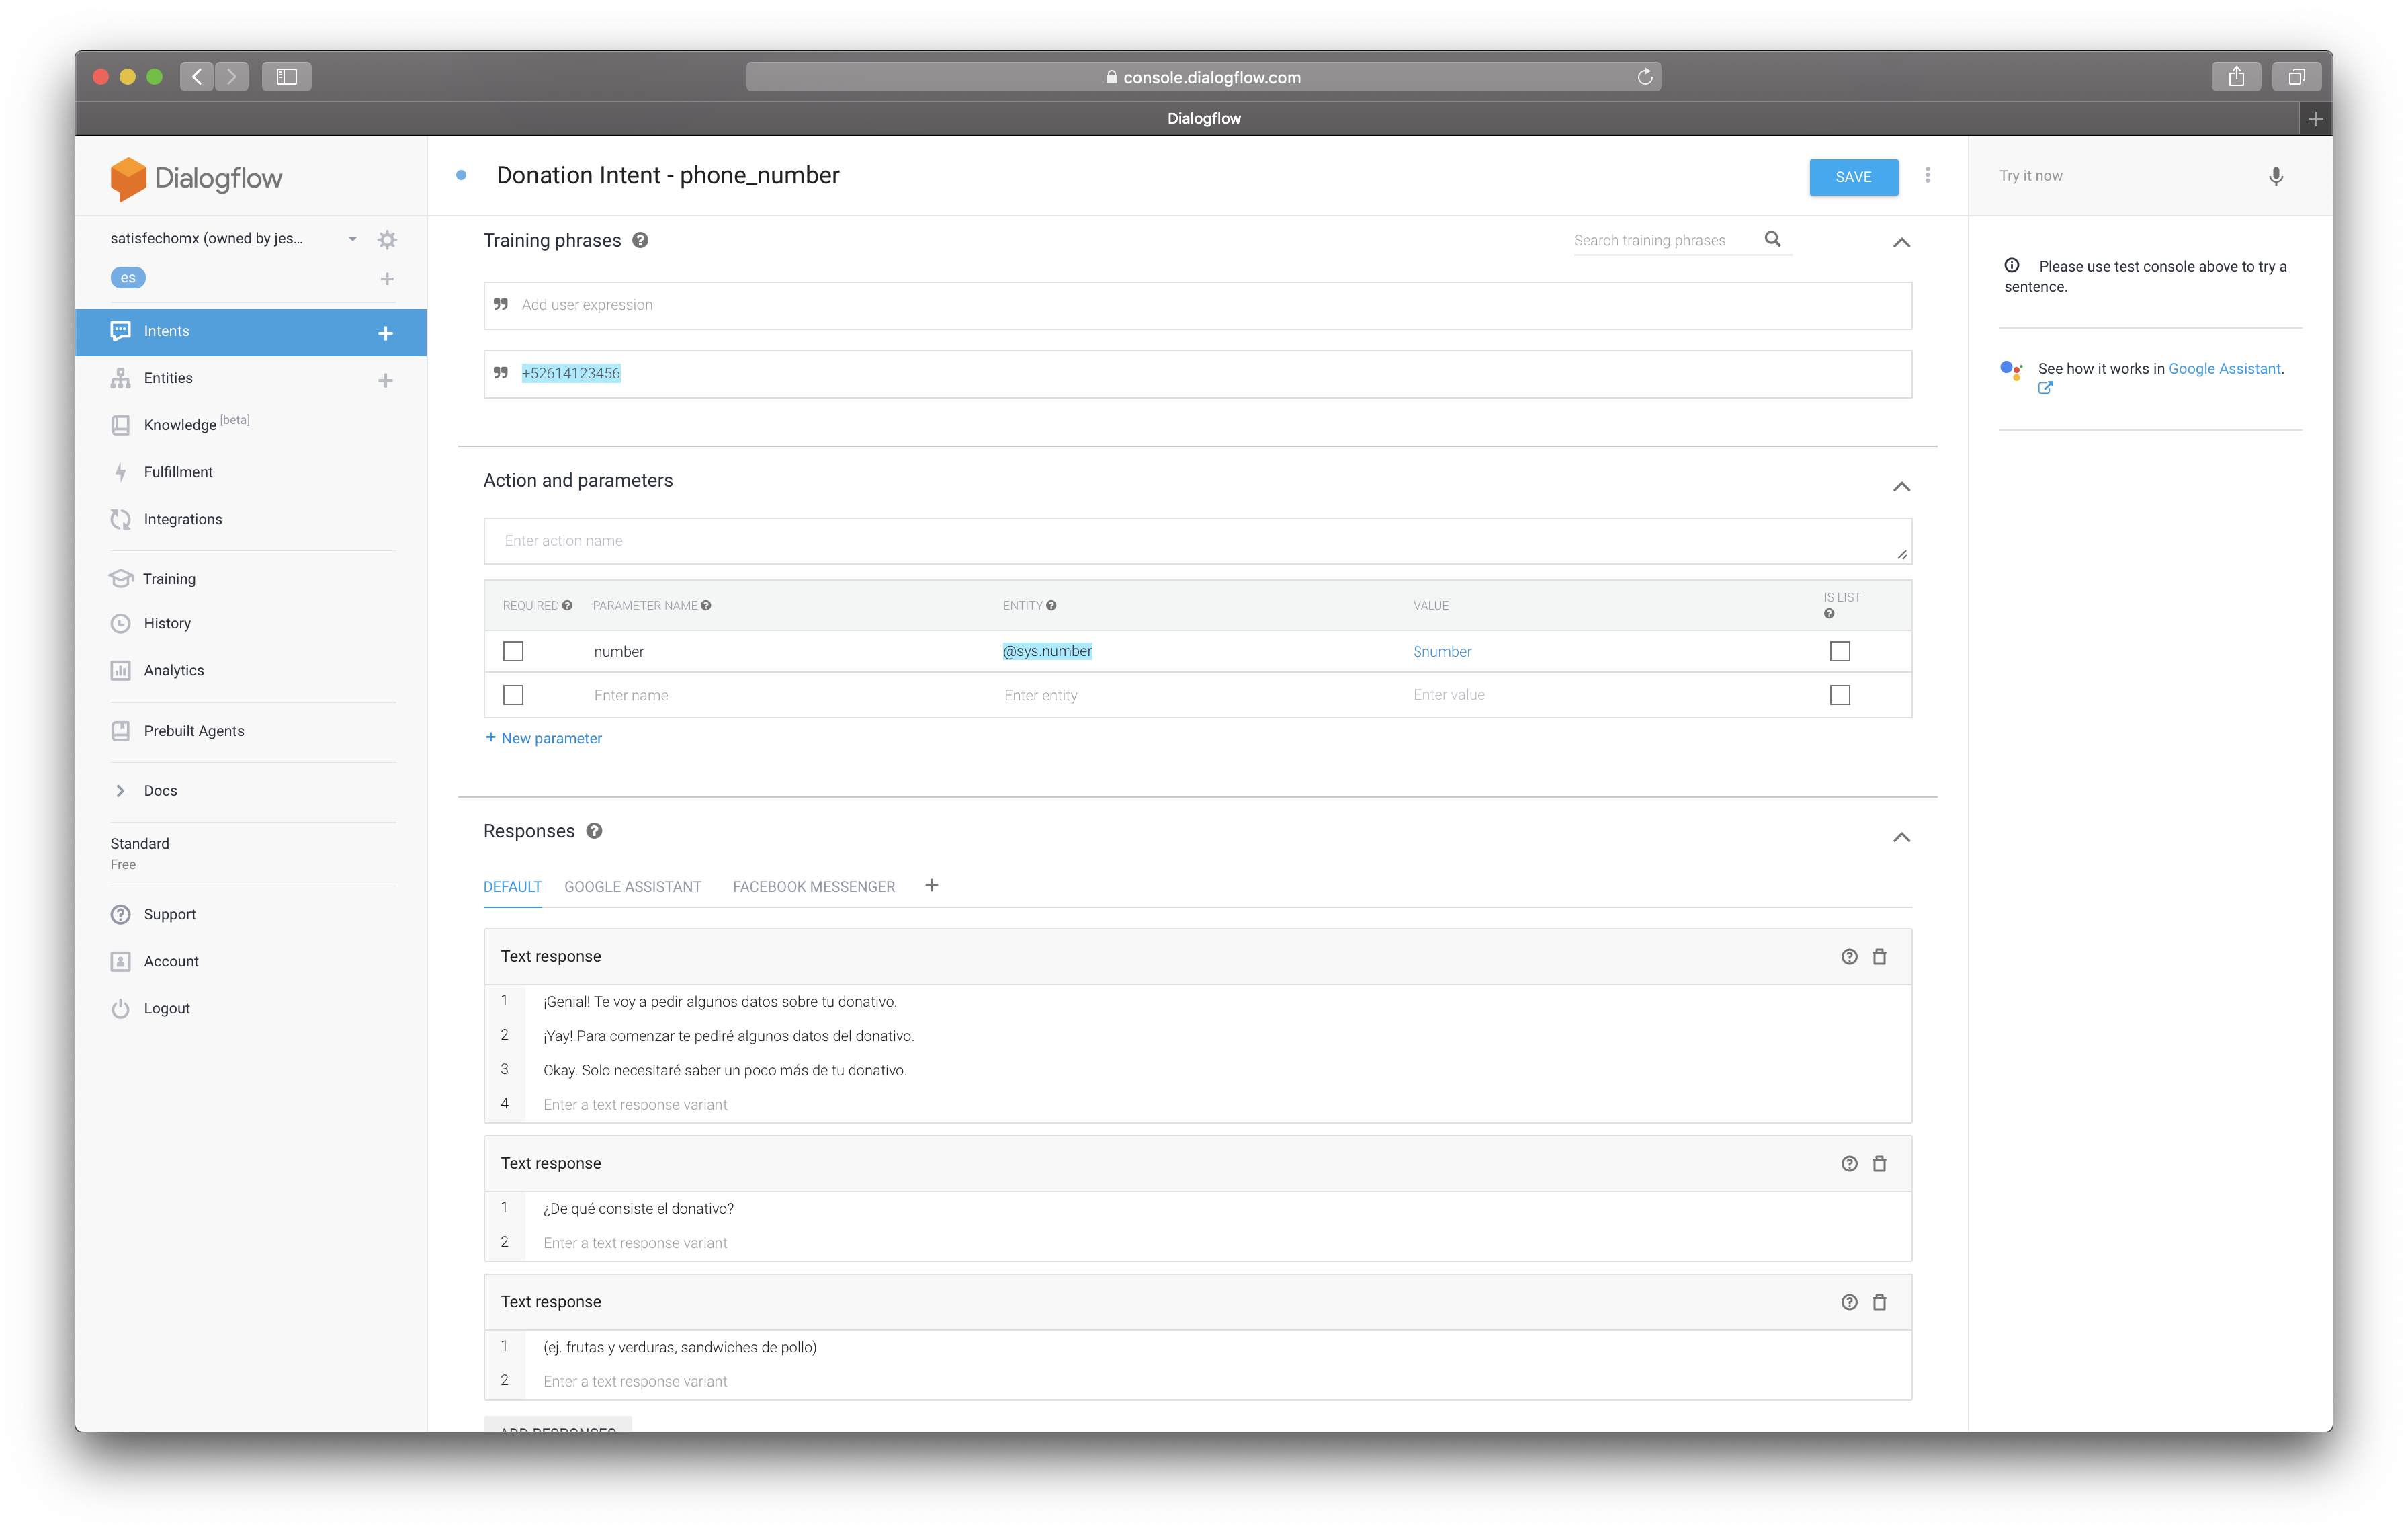 console.dialogflow.com
Dialogflow
Dialogflow
satisfechomx (owned by jes...
es
Intents
Entities
Knowledge [beta]
Fulfillment
Integrations
Training
History
Analytics
Prebuilt Agents
Docs
Standard
Free
Support
Account
Logout
Donation Intent - phone_number
SAVE
Training phrases
Search training phrases
Add user expression
+52614123456
Action and parameters
Enter action name
REQUIRED PARAMETER NAME ENTITY VALUE IS LIST
number @sys.number $number
Enter name Enter entity Enter value
+ New parameter
Responses
DEFAULT GOOGLE ASSISTANT FACEBOOK MESSENGER
Text response
1 ¡Genial! Te voy a pedir algunos datos sobre tu donativo.
2 ¡Yay! Para comenzar te pediré algunos datos del donativo.
3 Okay. Solo necesitaré saber un poco más de tu donativo.
4 Enter a text response variant
Text response
1 ¿De qué consiste el donativo?
2 Enter a text response variant
Text response
1 (ej. frutas y verduras, sandwiches de pollo)
2 Enter a text response variant
ADD RESPONSES
Try it now
Please use test console above to try a
sentence.
See how it works in Google Assistant.